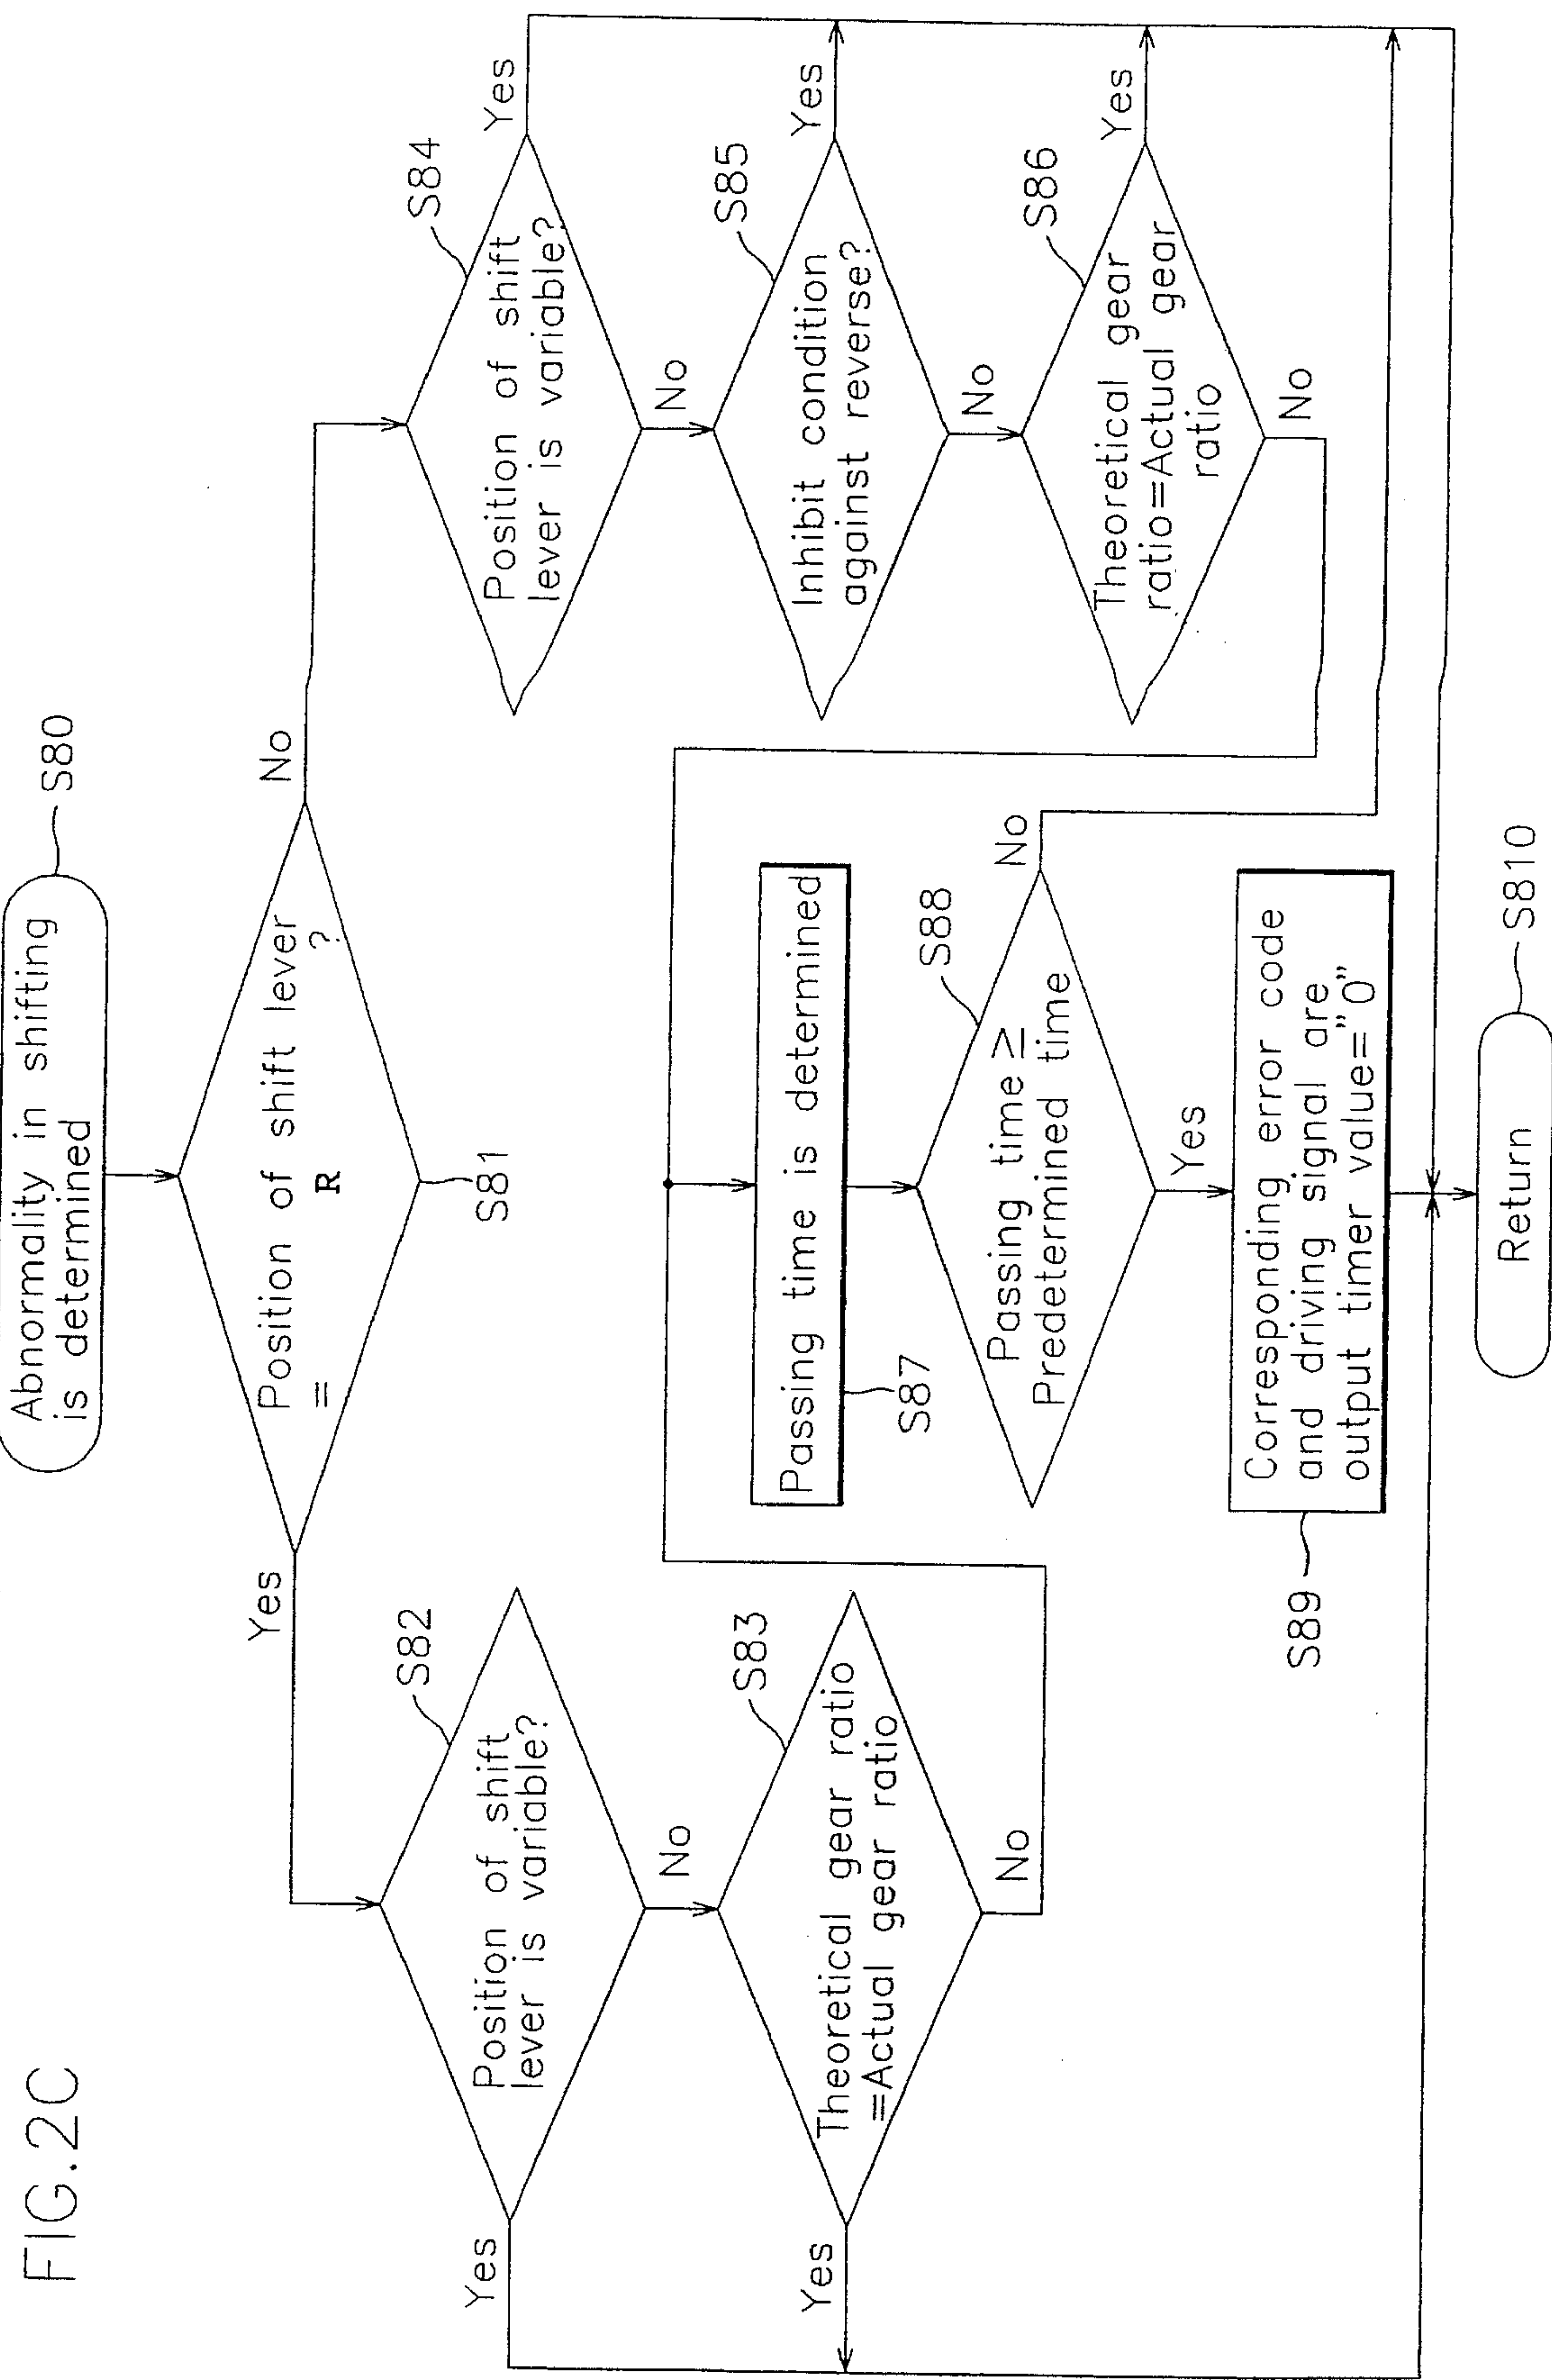 FIG.2C
Abnormality in shifting
is determined
S80
Position of shift lever
= R ?
S81
Yes
No
S82
Position of shift
lever is variable?
Yes
No
S83
Theoretical gear ratio
=Actual gear ratio
Yes
No
S84
Position of shift
lever is variable?
Yes
No
S85
Inhibit condition
against reverse?
Yes
No
S86
Theoretical gear
ratio=Actual gear
ratio
Yes
No
Passing time is determined
S87
S88
Passing time ≥
Predetermined time
No
Yes
Corresponding error code
and driving signal are
output timer value="0"
S89
Return
S810